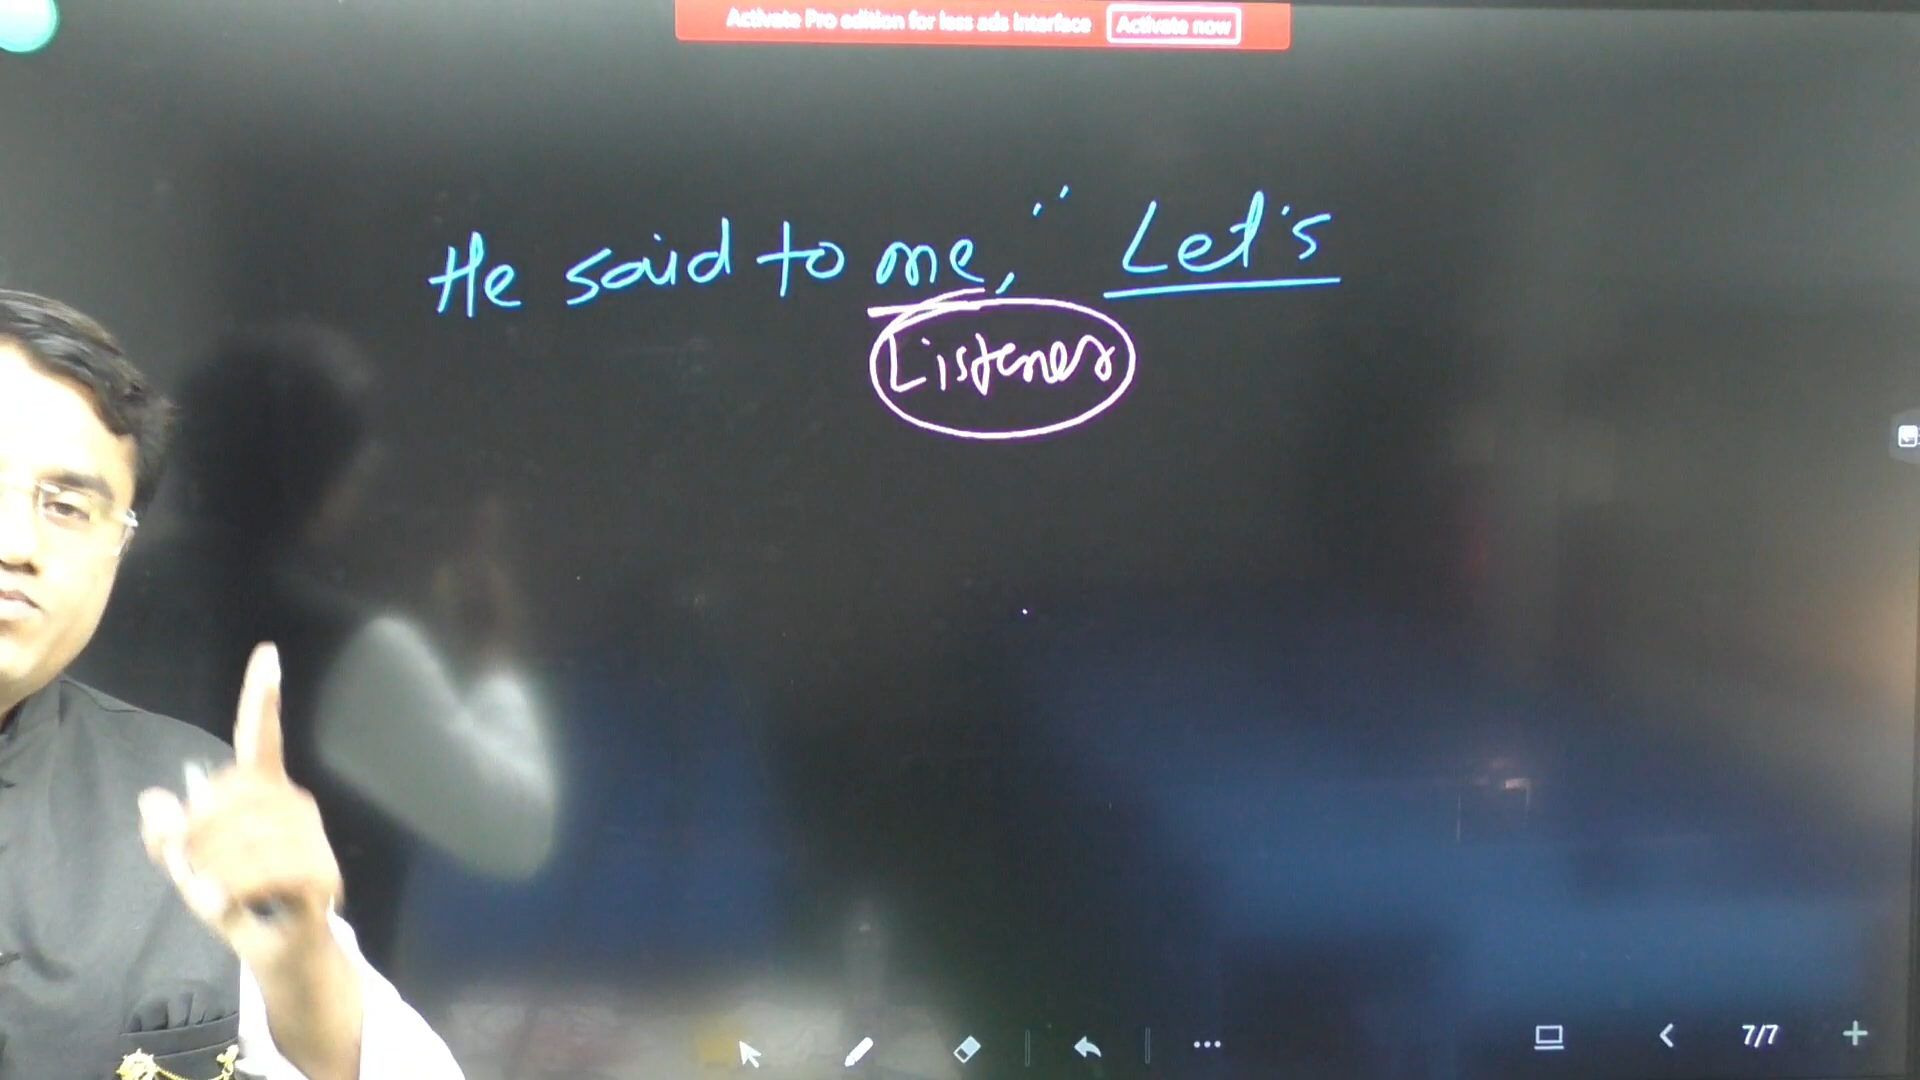 Activate Pro edition for less ads interface Activate now
He said to me, " Let's
Listener
7/7